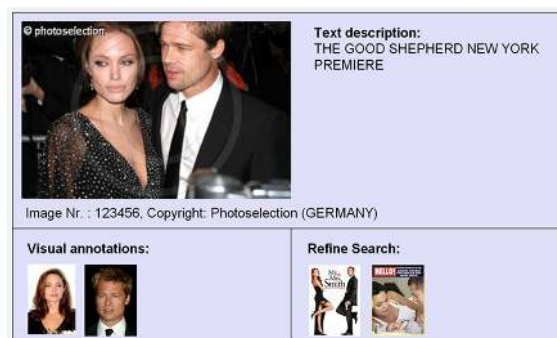 © photoselection
Text description:
THE GOOD SHEPHERD NEW YORK
PREMIERE
Image Nr. : 123456, Copyright: Photoselection (GERMANY)
Visual annotations:
Refine Search:
Mr.
Mrs.
Smith
HELLO!